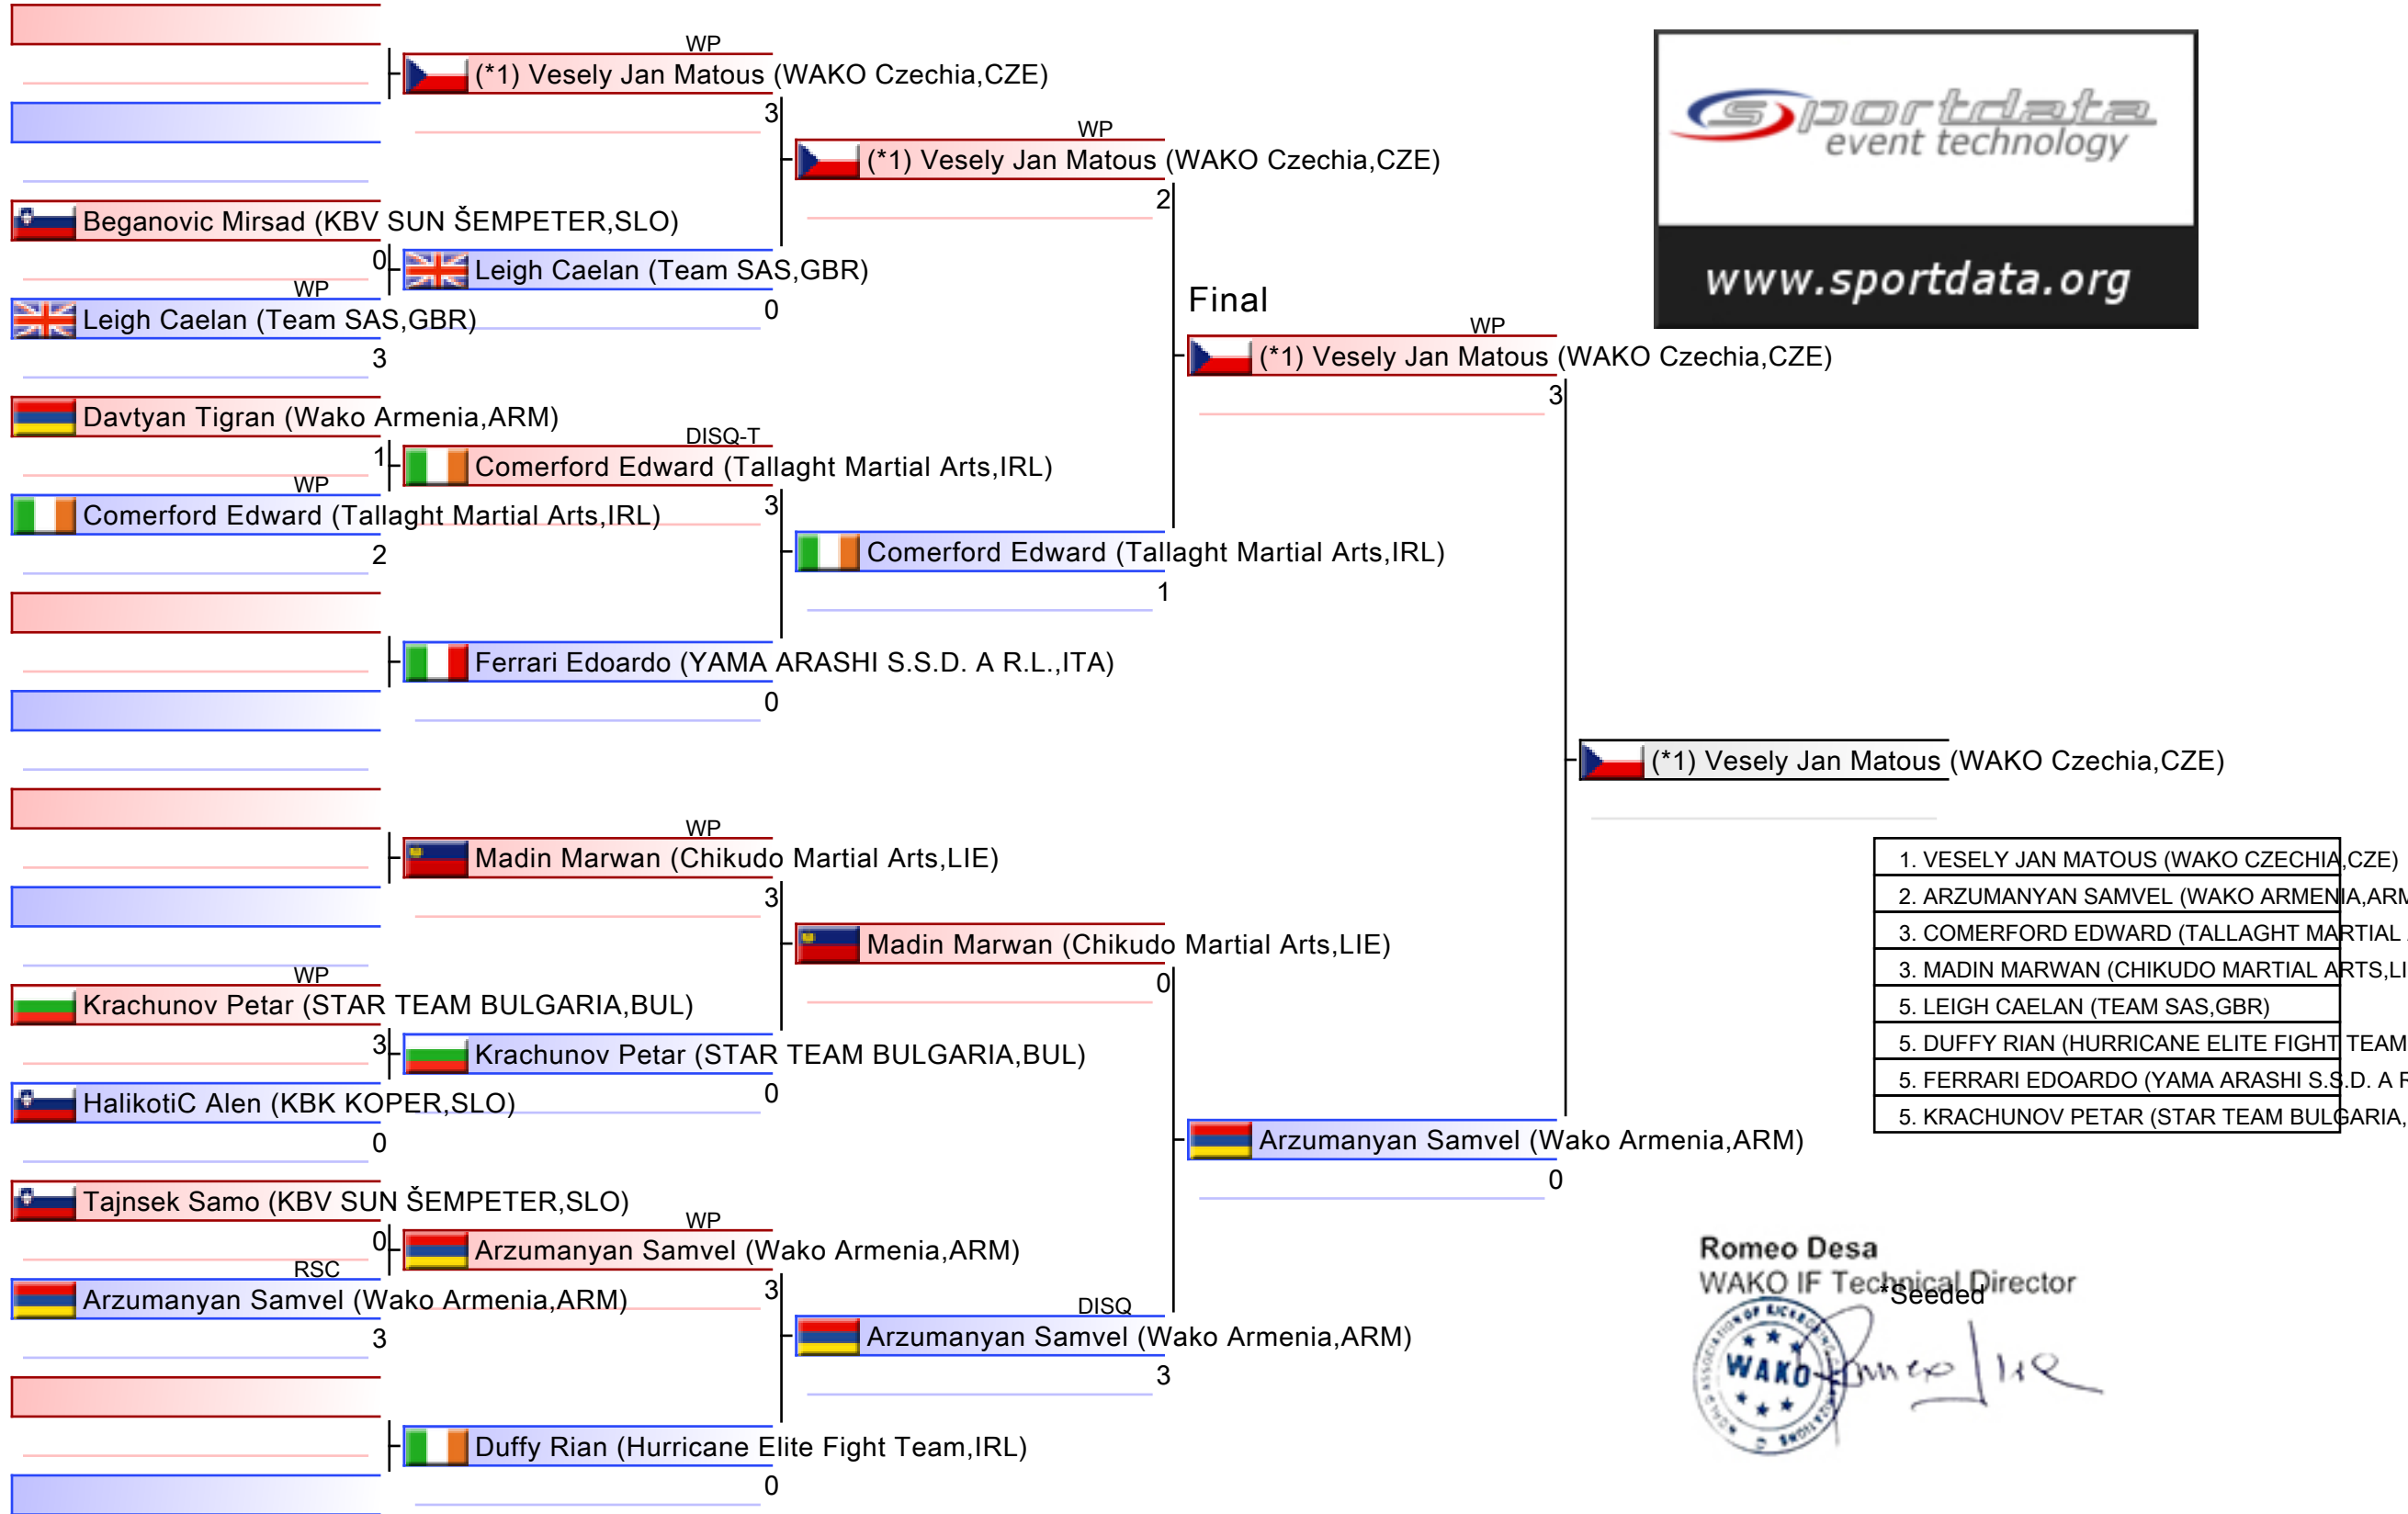 WP
(*1) Vesely Jan Matous (WAKO Czechia,CZE)
3
WP
(*1) Vesely Jan Matous (WAKO Czechia,CZE)
2
sportdata
event technology
www.sportdata.org
Beganovic Mirsad (KBV SUN ŠEMPETER,SLO)
0
Leigh Caelan (Team SAS,GBR)
0
WP
Leigh Caelan (Team SAS,GBR)
3
Final
WP
(*1) Vesely Jan Matous (WAKO Czechia,CZE)
3
Davtyan Tigran (Wako Armenia,ARM)
1
DISQ-T
Comerford Edward (Tallaght Martial Arts,IRL)
3
WP
Comerford Edward (Tallaght Martial Arts,IRL)
2
Comerford Edward (Tallaght Martial Arts,IRL)
1
Ferrari Edoardo (YAMA ARASHI S.S.D. A R.L.,ITA)
0
(*1) Vesely Jan Matous (WAKO Czechia,CZE)
WP
Madin Marwan (Chikudo Martial Arts,LIE)
3
Madin Marwan (Chikudo Martial Arts,LIE)
0
WP
Krachunov Petar (STAR TEAM BULGARIA,BUL)
3
Krachunov Petar (STAR TEAM BULGARIA,BUL)
0
HalikotiC Alen (KBK KOPER,SLO)
0
Arzumanyan Samvel (Wako Armenia,ARM)
0
Tajnsek Samo (KBV SUN ŠEMPETER,SLO)
0
WP
Arzumanyan Samvel (Wako Armenia,ARM)
3
RSC
Arzumanyan Samvel (Wako Armenia,ARM)
3
DISQ
Arzumanyan Samvel (Wako Armenia,ARM)
3
Duffy Rian (Hurricane Elite Fight Team,IRL)
0
1. VESELY JAN MATOUS (WAKO CZECHIA,CZE)
2. ARZUMANYAN SAMVEL (WAKO ARMENIA,ARM
3. COMERFORD EDWARD (TALLAGHT MARTIAL
3. MADIN MARWAN (CHIKUDO MARTIAL ARTS,LI
5. LEIGH CAELAN (TEAM SAS,GBR)
5. DUFFY RIAN (HURRICANE ELITE FIGHT TEAM
5. FERRARI EDOARDO (YAMA ARASHI S.S.D. A R
5. KRACHUNOV PETAR (STAR TEAM BULGARIA,
Romeo Desa
WAKO IF Technical Director
*Seeded
WAKO